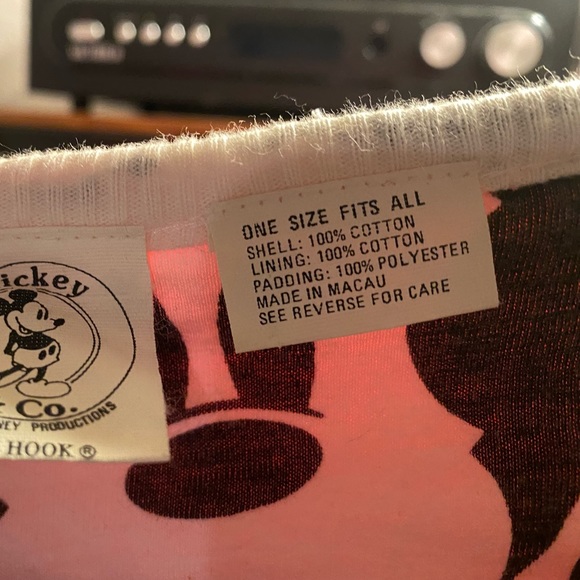 ickey
& Co.
NEY PRODUCTIONS
HOOK®
ONE SIZE FITS ALL
SHELL: 100% COTTON
LINING: 100% COTTON
PADDING: 100% POLYESTER
MADE IN MACAU
SEE REVERSE FOR CARE